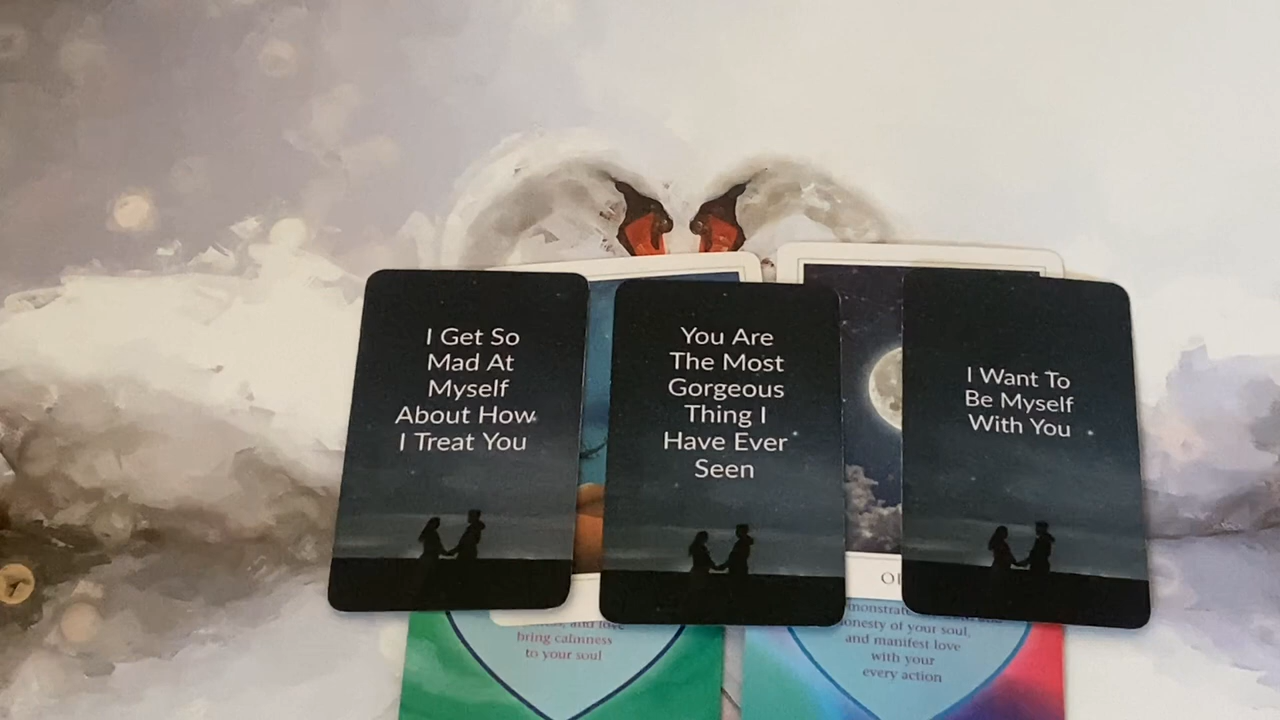 I Get So
Mad At
Myself
About How
I Treat You
You Are
The Most
Gorgeous
Thing I
Have Ever
Seen
I Want To
Be Myself
With You
and love
bring calmness
to your soul
of your soul,
and manifest love
with your
every action